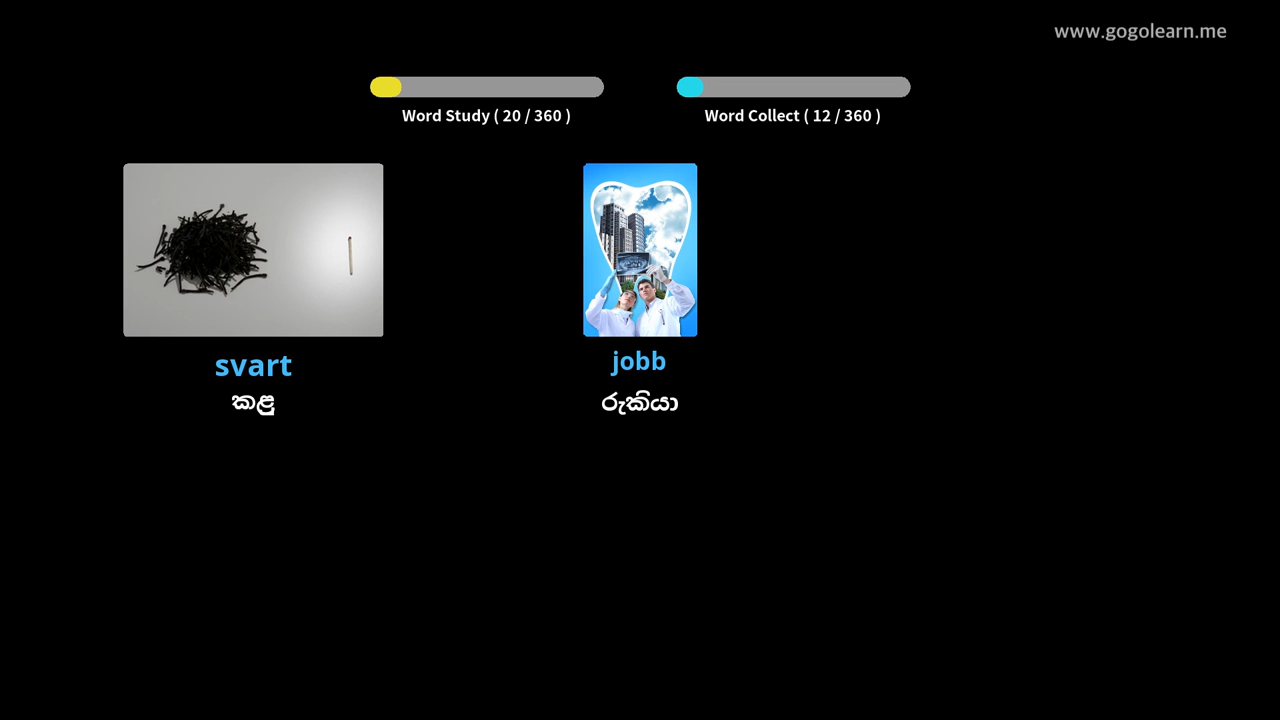 www.gogolearn.me
Word Study ( 20 / 360 )
Word Collect ( 12 / 360 )
svart
කළු
jobb
රුකියා